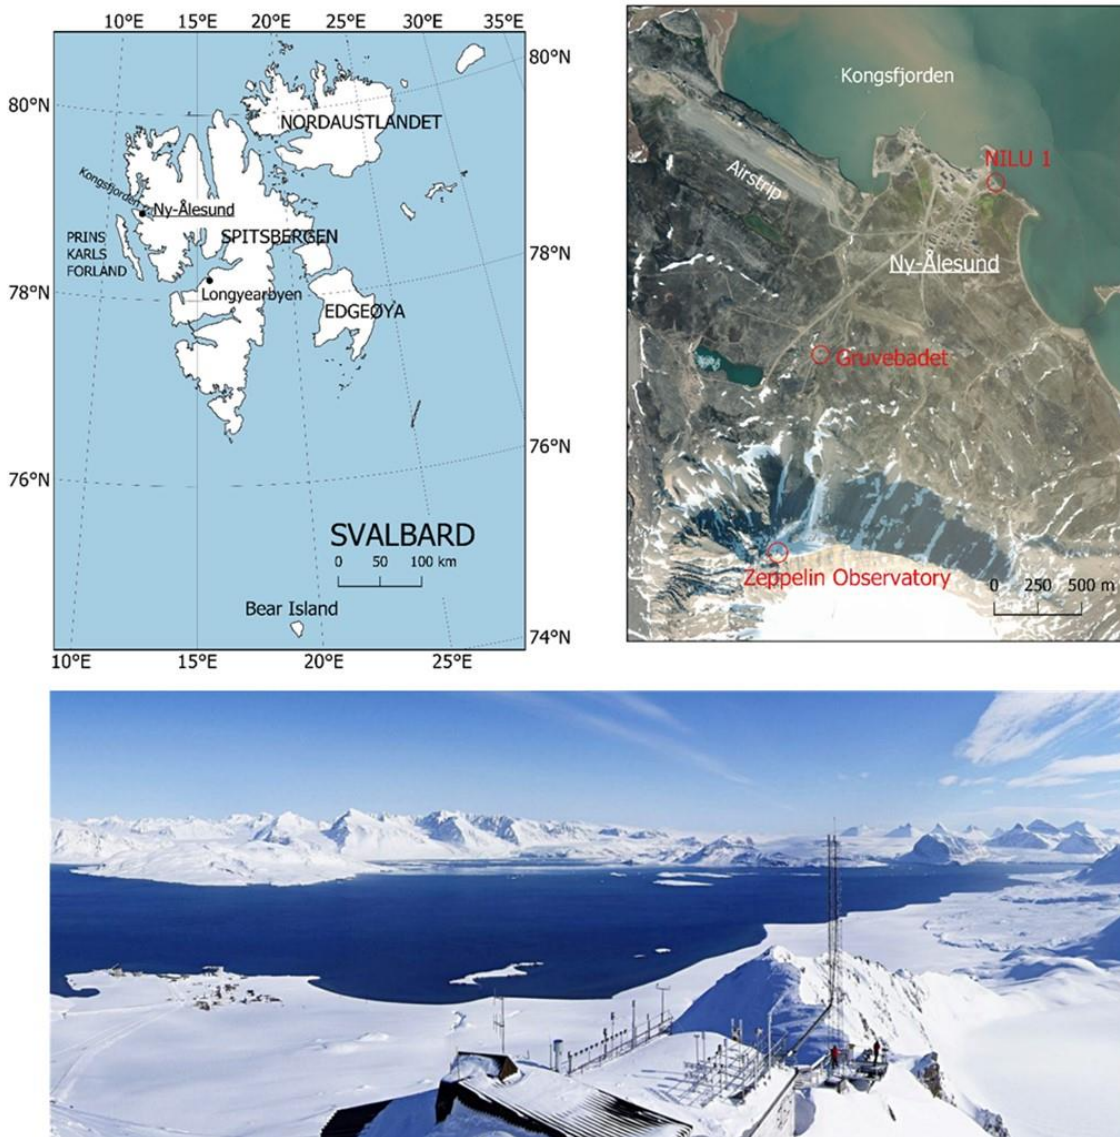 10°E 15°E 20°E 25°E 30°E 35°E
80°N
80°N
NORDAUSTLANDET
Kongsfjorden
Ny-Ålesund
PRINS
KARLS
FORLAND
SPITSBERGEN
78°N
78°N
Longyearbyen
EDGEØYA
76°N
76°N
SVALBARD
0 50 100 km
Bear Island
74°N
10°E 15°E 20°E 25°E
Kongsfjorden
NILU 1
Airstrip
Ny-Ålesund
Gruvebadet
Zeppelin Observatory
0 250 500 m